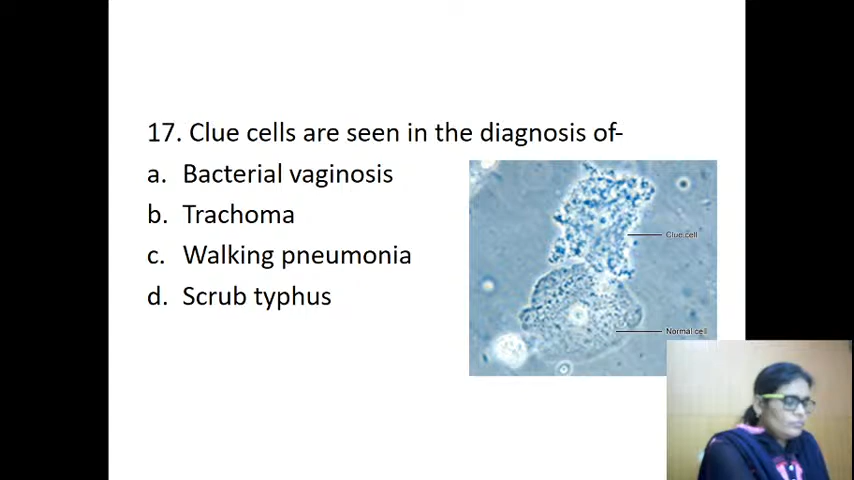 17. Clue cells are seen in the diagnosis of-
a. Bacterial vaginosis
b. Trachoma
c. Walking pneumonia
d. Scrub typhus
Clue cell
Normal cell